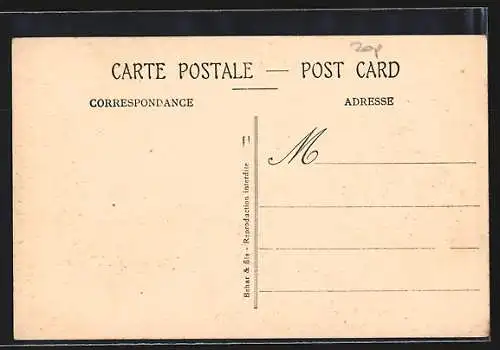 CARTE POSTALE — POST CARD
CORRESPONDANCE
ADRESSE
M
Behar & fils - Reproduction interdite